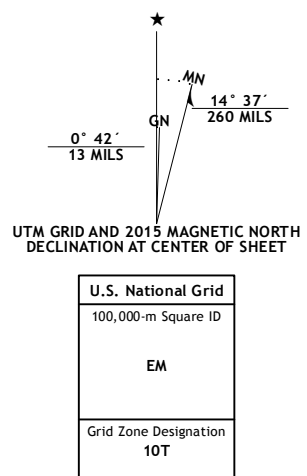 ★
MN
14° 37´
260 MILS
GN
0° 42´
13 MILS
UTM GRID AND 2015 MAGNETIC NORTH
DECLINATION AT CENTER OF SHEET
U.S. National Grid
100,000-m Square ID
EM
Grid Zone Designation
10T